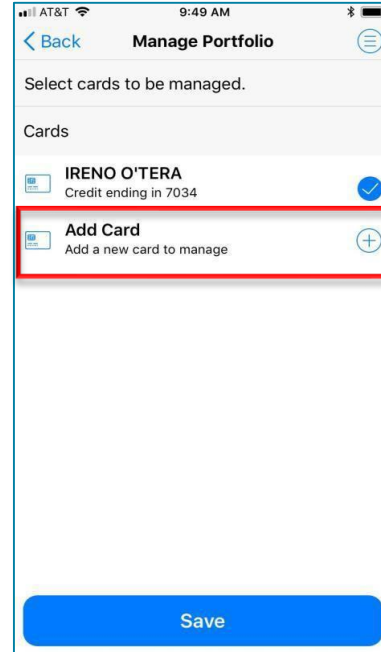 AT&T 9:49 AM
Back Manage Portfolio
Select cards to be managed.
Cards
IRENO O'TERA
Credit ending in 7034
Add Card
Add a new card to manage
Save